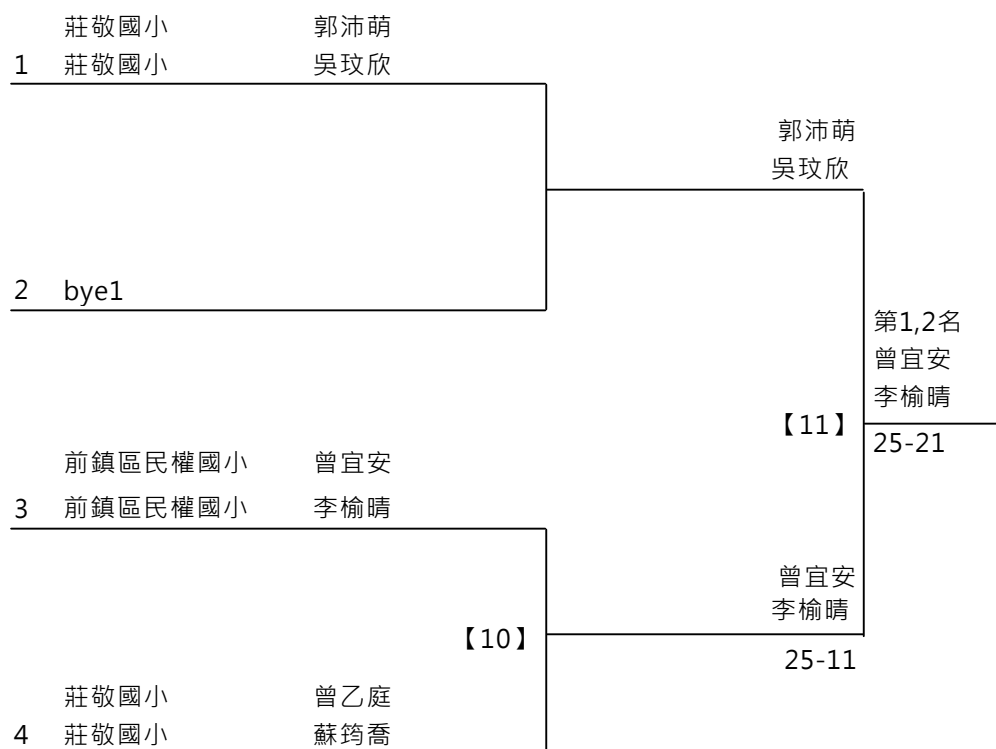 莊敬國小 郭沛萌
1 莊敬國小 吳玟欣
郭沛萌
吳玟欣
2 bye1
第1,2名
曾宜安
李榆晴
【11】
25-21
前鎮區民權國小 曾宜安
3 前鎮區民權國小 李榆晴
曾宜安
李榆晴
【10】
25-11
莊敬國小 曾乙庭
4 莊敬國小 蘇筠喬